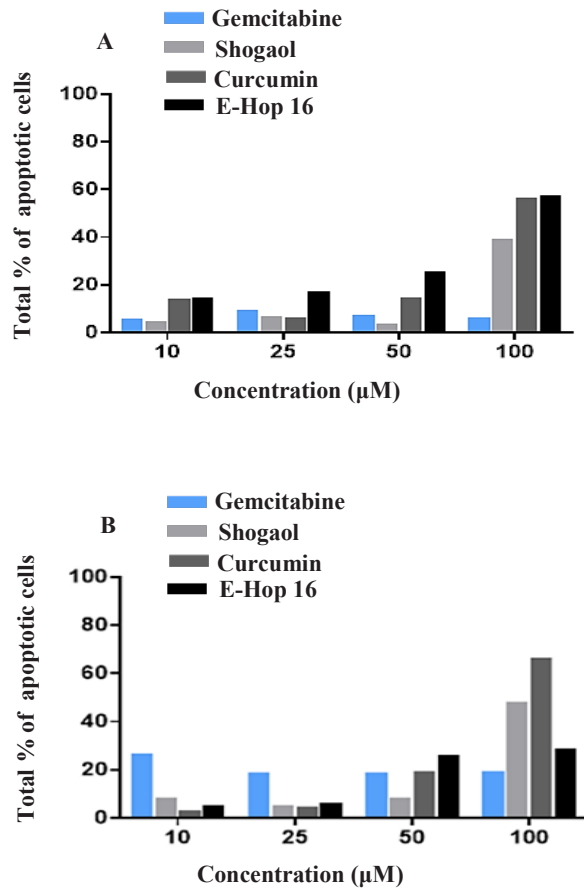 Gemcitabine
A
Shogaol
Curcumin
E-Hop 16
Total % of apoptotic cells
100
80
60
40
20
0
10 25 50 100
Concentration (µM)
Gemcitabine
B
Shogaol
Curcumin
E-Hop 16
Total % of apoptotic cells
100
80
60
40
20
0
10 25 50 100
Concentration (µM)